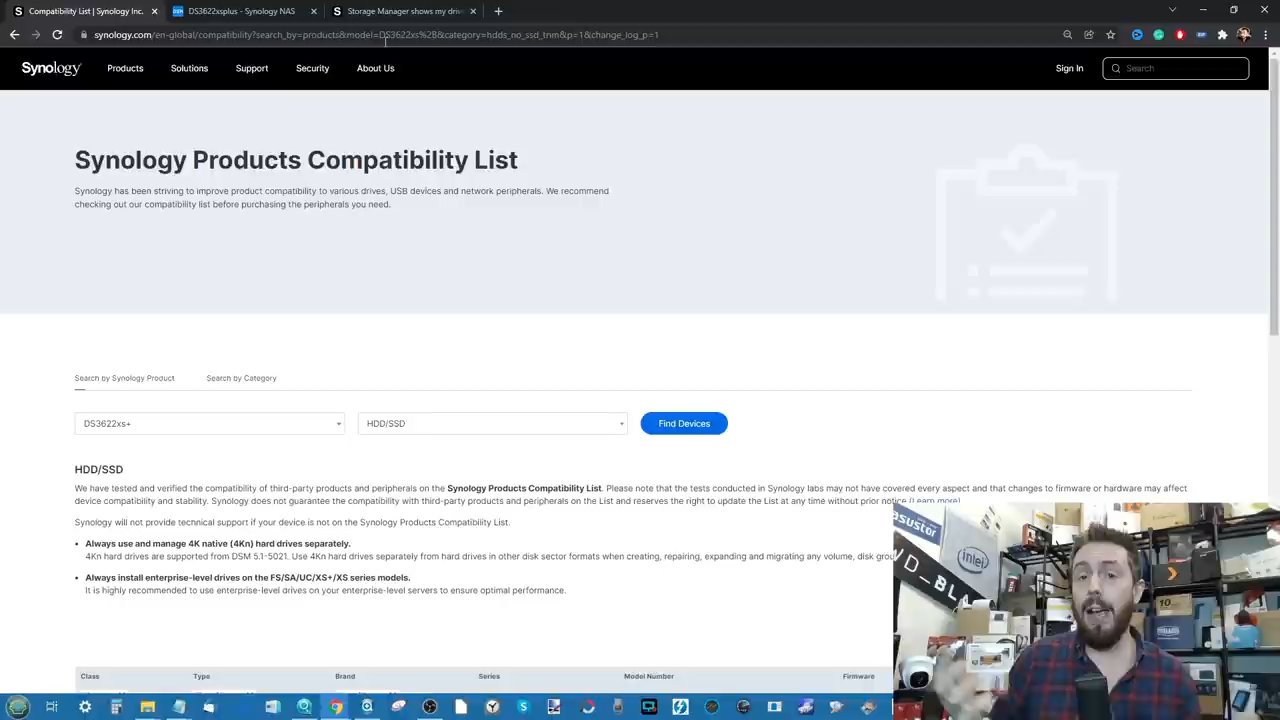 Compatibility List | Synology Inc.
DS3622xsplus - Synology NAS
Storage Manager shows my driv
synology.com/en-global/compatibility?search_by=products&model=DS3622xs%2B&category=hdds_no_ssd_trim&p=1&change_log_p=1
Synology
Products
Solutions
Support
Security
About Us
Sign In
Search
Synology Products Compatibility List
Synology has been striving to improve product compatibility to various drives, USB devices and network peripherals. We recommend
checking out our compatibility list before purchasing the peripherals you need.
Search by Synology Product
Search by Category
DS3622xs+
HDD/SSD
Find Devices
HDD/SSD
We have tested and verified the compatibility of third-party products and peripherals on the Synology Products Compatibility List. Please note that the tests conducted in Synology labs may not have covered every aspect and that changes to firmware or hardware may affect
device compatibility and stability. Synology does not guarantee the compatibility with third-party products and peripherals on the List and reserves the right to update the List at any time without prior notice.(Learn more)
Synology will not provide technical support if your device is not on the Synology Products Compatibility List.
Always use and manage 4K native (4Kn) hard drives separately.
4Kn hard drives are supported from DSM 5.1-5021. Use 4Kn hard drives separately from hard drives in other disk sector formats when creating, repairing, expanding and migrating any volume, disk grou
Always install enterprise-level drives on the FS/SA/UC/XS+/XS series models.
It is highly recommended to use enterprise-level drives on your enterprise-level servers to ensure optimal performance.
Class
Type
Brand
Series
Model Number
Firmware
asustor
intel
WD_BLA
10